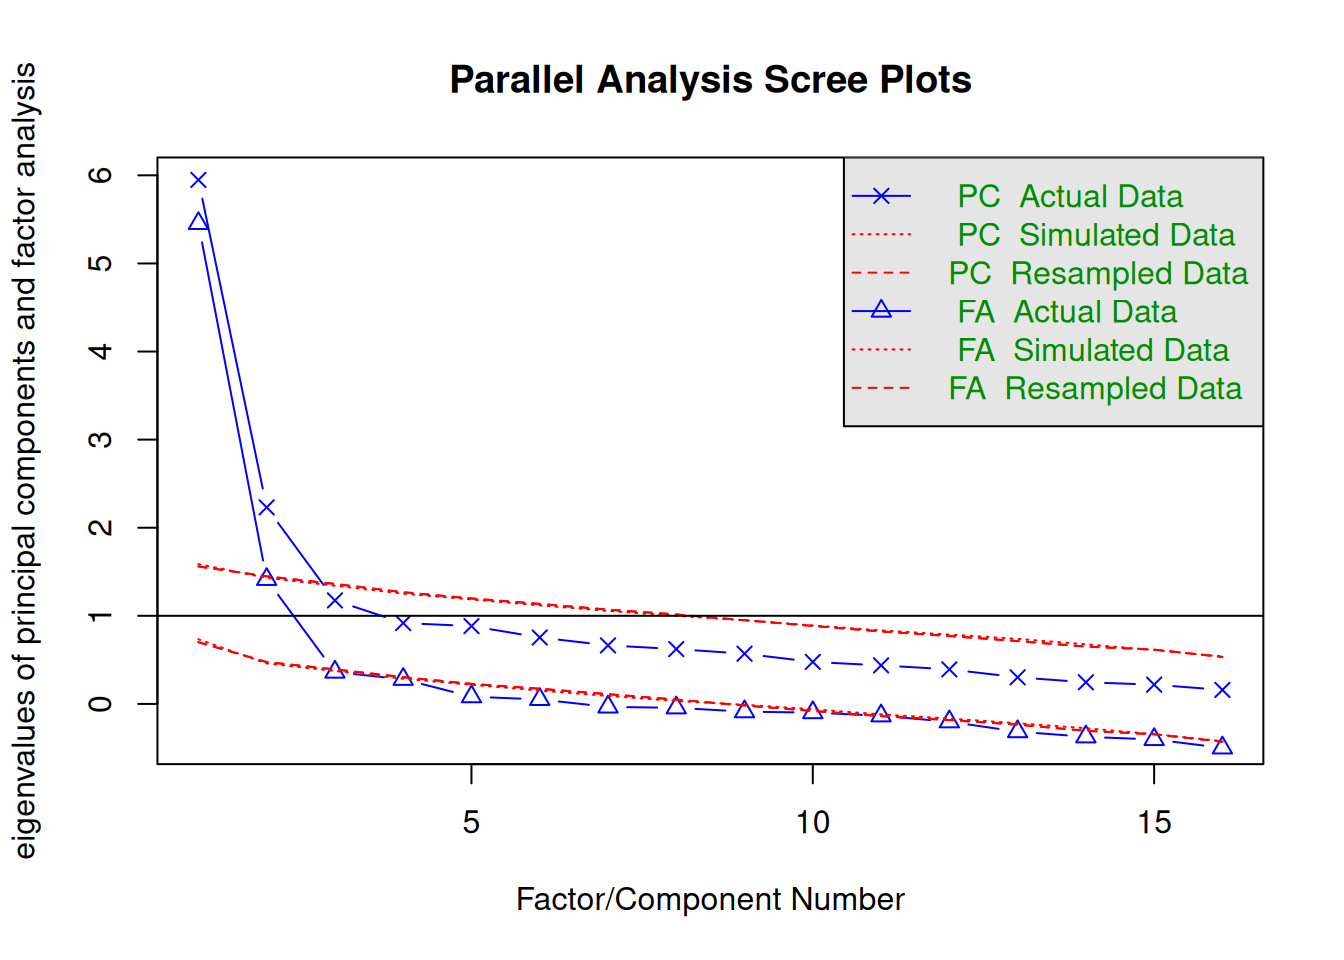 Parallel Analysis Scree Plots
eigenvalues of principal components and factor analysis
6
5
4
3
2
1
0
PC Actual Data
PC Simulated Data
PC Resampled Data
FA Actual Data
FA Simulated Data
FA Resampled Data
5
10
15
Factor/Component Number